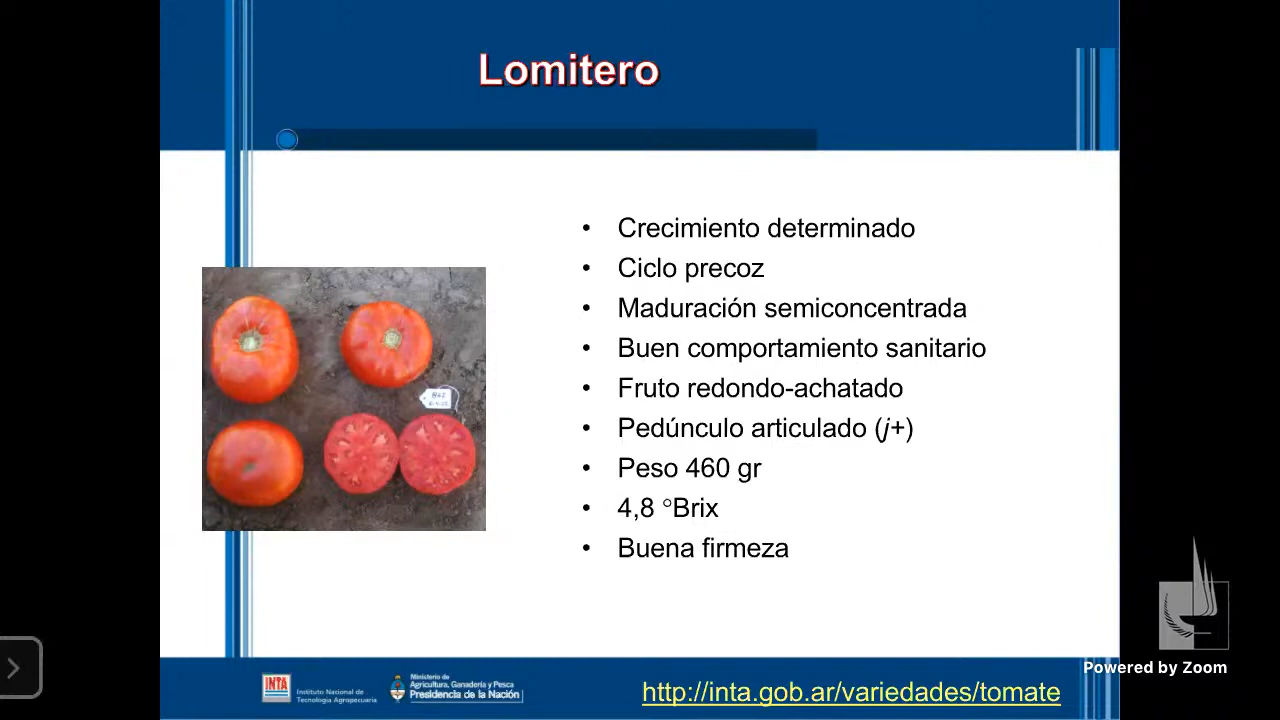 Lomitero
• Crecimiento determinado
• Ciclo precoz
• Maduración semiconcentrada
• Buen comportamiento sanitario
• Fruto redondo-achatado
• Pedúnculo articulado (j+)
• Peso 460 gr
• 4,8 °Brix
• Buena firmeza
INTA
Instituto Nacional de
Tecnología Agropecuaria
Ministerio de
Agricultura, Ganadería y Pesca
Presidencia de la Nación
http://inta.gob.ar/variedades/tomate
Powered by Zoom